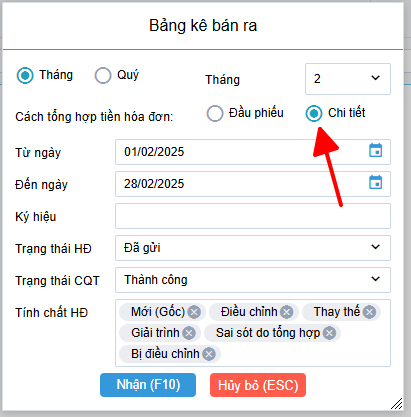 Bảng kê bán ra
Tháng Quý Tháng 2
Cách tổng hợp tiền hóa đơn: Đầu phiếu Chi tiết
Từ ngày 01/02/2025
Đến ngày 28/02/2025
Ký hiệu
Trạng thái HĐ Đã gửi
Trạng thái CQT Thành công
Tính chất HĐ Mới (Gốc) Điều chỉnh Thay thế
Giải trình Sai sót do tổng hợp
Bị điều chỉnh
Nhận (F10) Hủy bỏ (ESC)